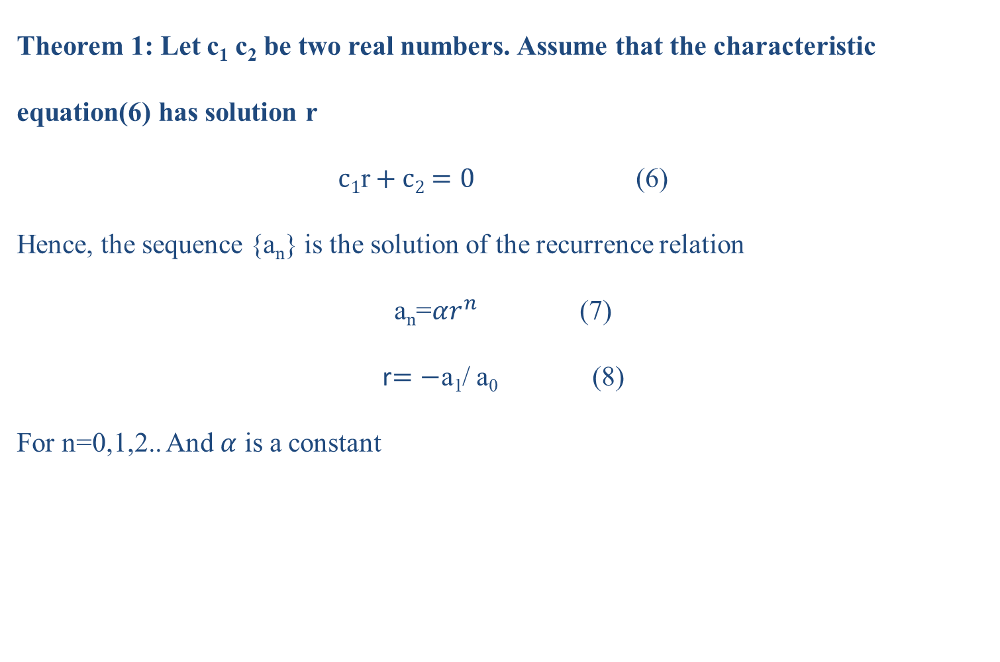 Theorem 1: Let c₁ c₂ be two real numbers. Assume that the characteristic
equation(6) has solution r
c₁r + c₂ = 0 (6)
Hence, the sequence {aₙ} is the solution of the recurrence relation
aₙ=𝛼𝑟ⁿ (7)
r= −a₁/ a₀ (8)
For n=0,1,2.. And 𝛼 is a constant